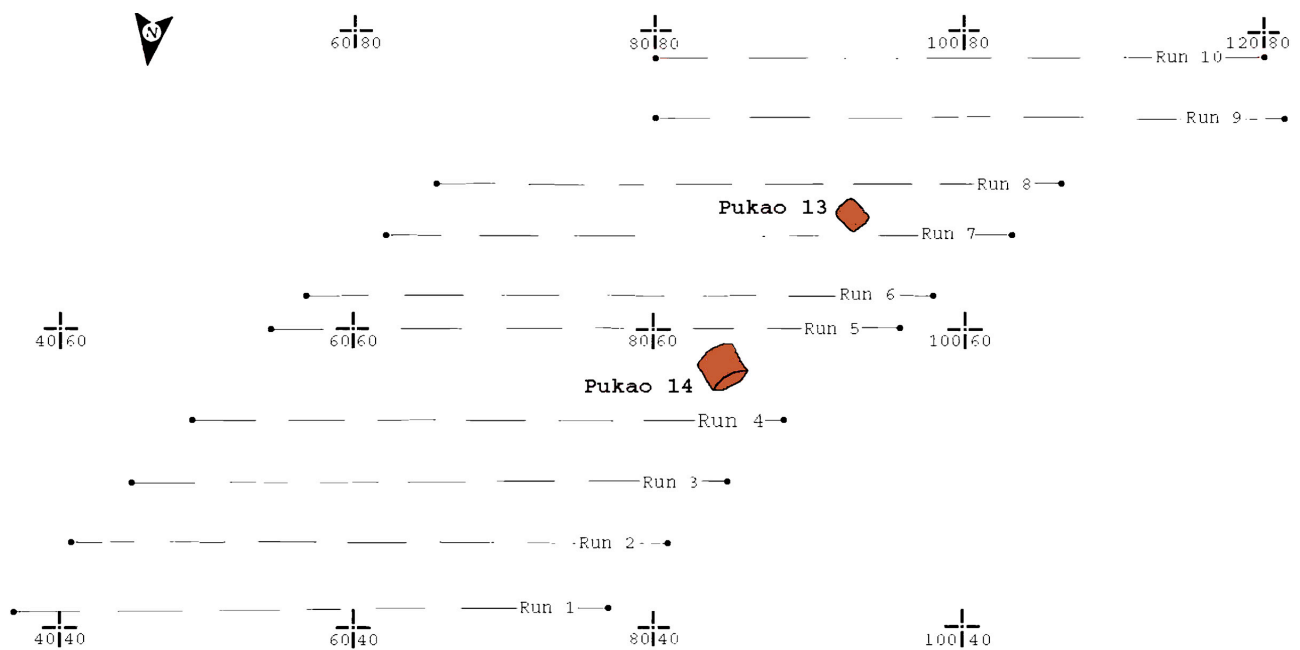 N
60 80
80 80
100 80
120 80
Run 10
Run 9
Run 8
Pukao 13
Run 7
Run 6
40 60
60 60
80 60
Run 5
100 60
Pukao 14
Run 4
Run 3
Run 2
Run 1
40 40
60 40
80 40
100 40